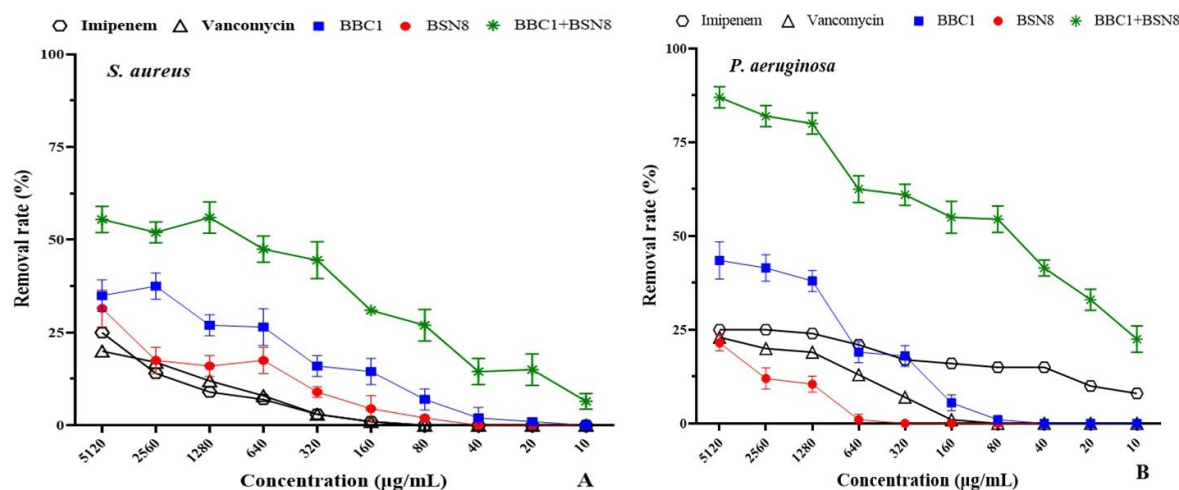 Imipenem Vancomycin BBC1 BSN8 BBC1+BSN8
S. aureus
Removal rate (%)
100
75
50
25
0
5120 2560 1280 640 320 160 80 40 20 10
Concentration (µg/mL)
A
Imipenem Vancomycin BBC1 BSN8 BBC1+BSN8
P. aeruginosa
Removal rate (%)
100
75
50
25
0
5120 2560 1280 640 320 160 80 40 20 10
Concentration (µg/mL)
B